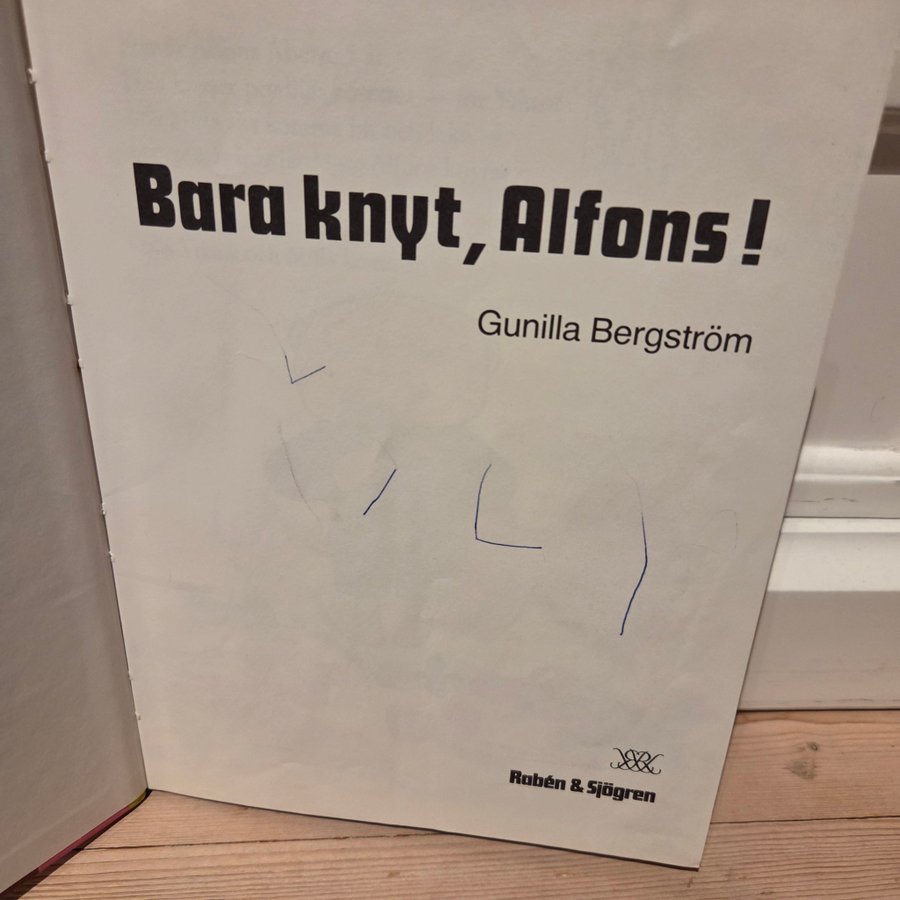 Bara knyt, Alfons!
Gunilla Bergström
Rabén & Sjögren